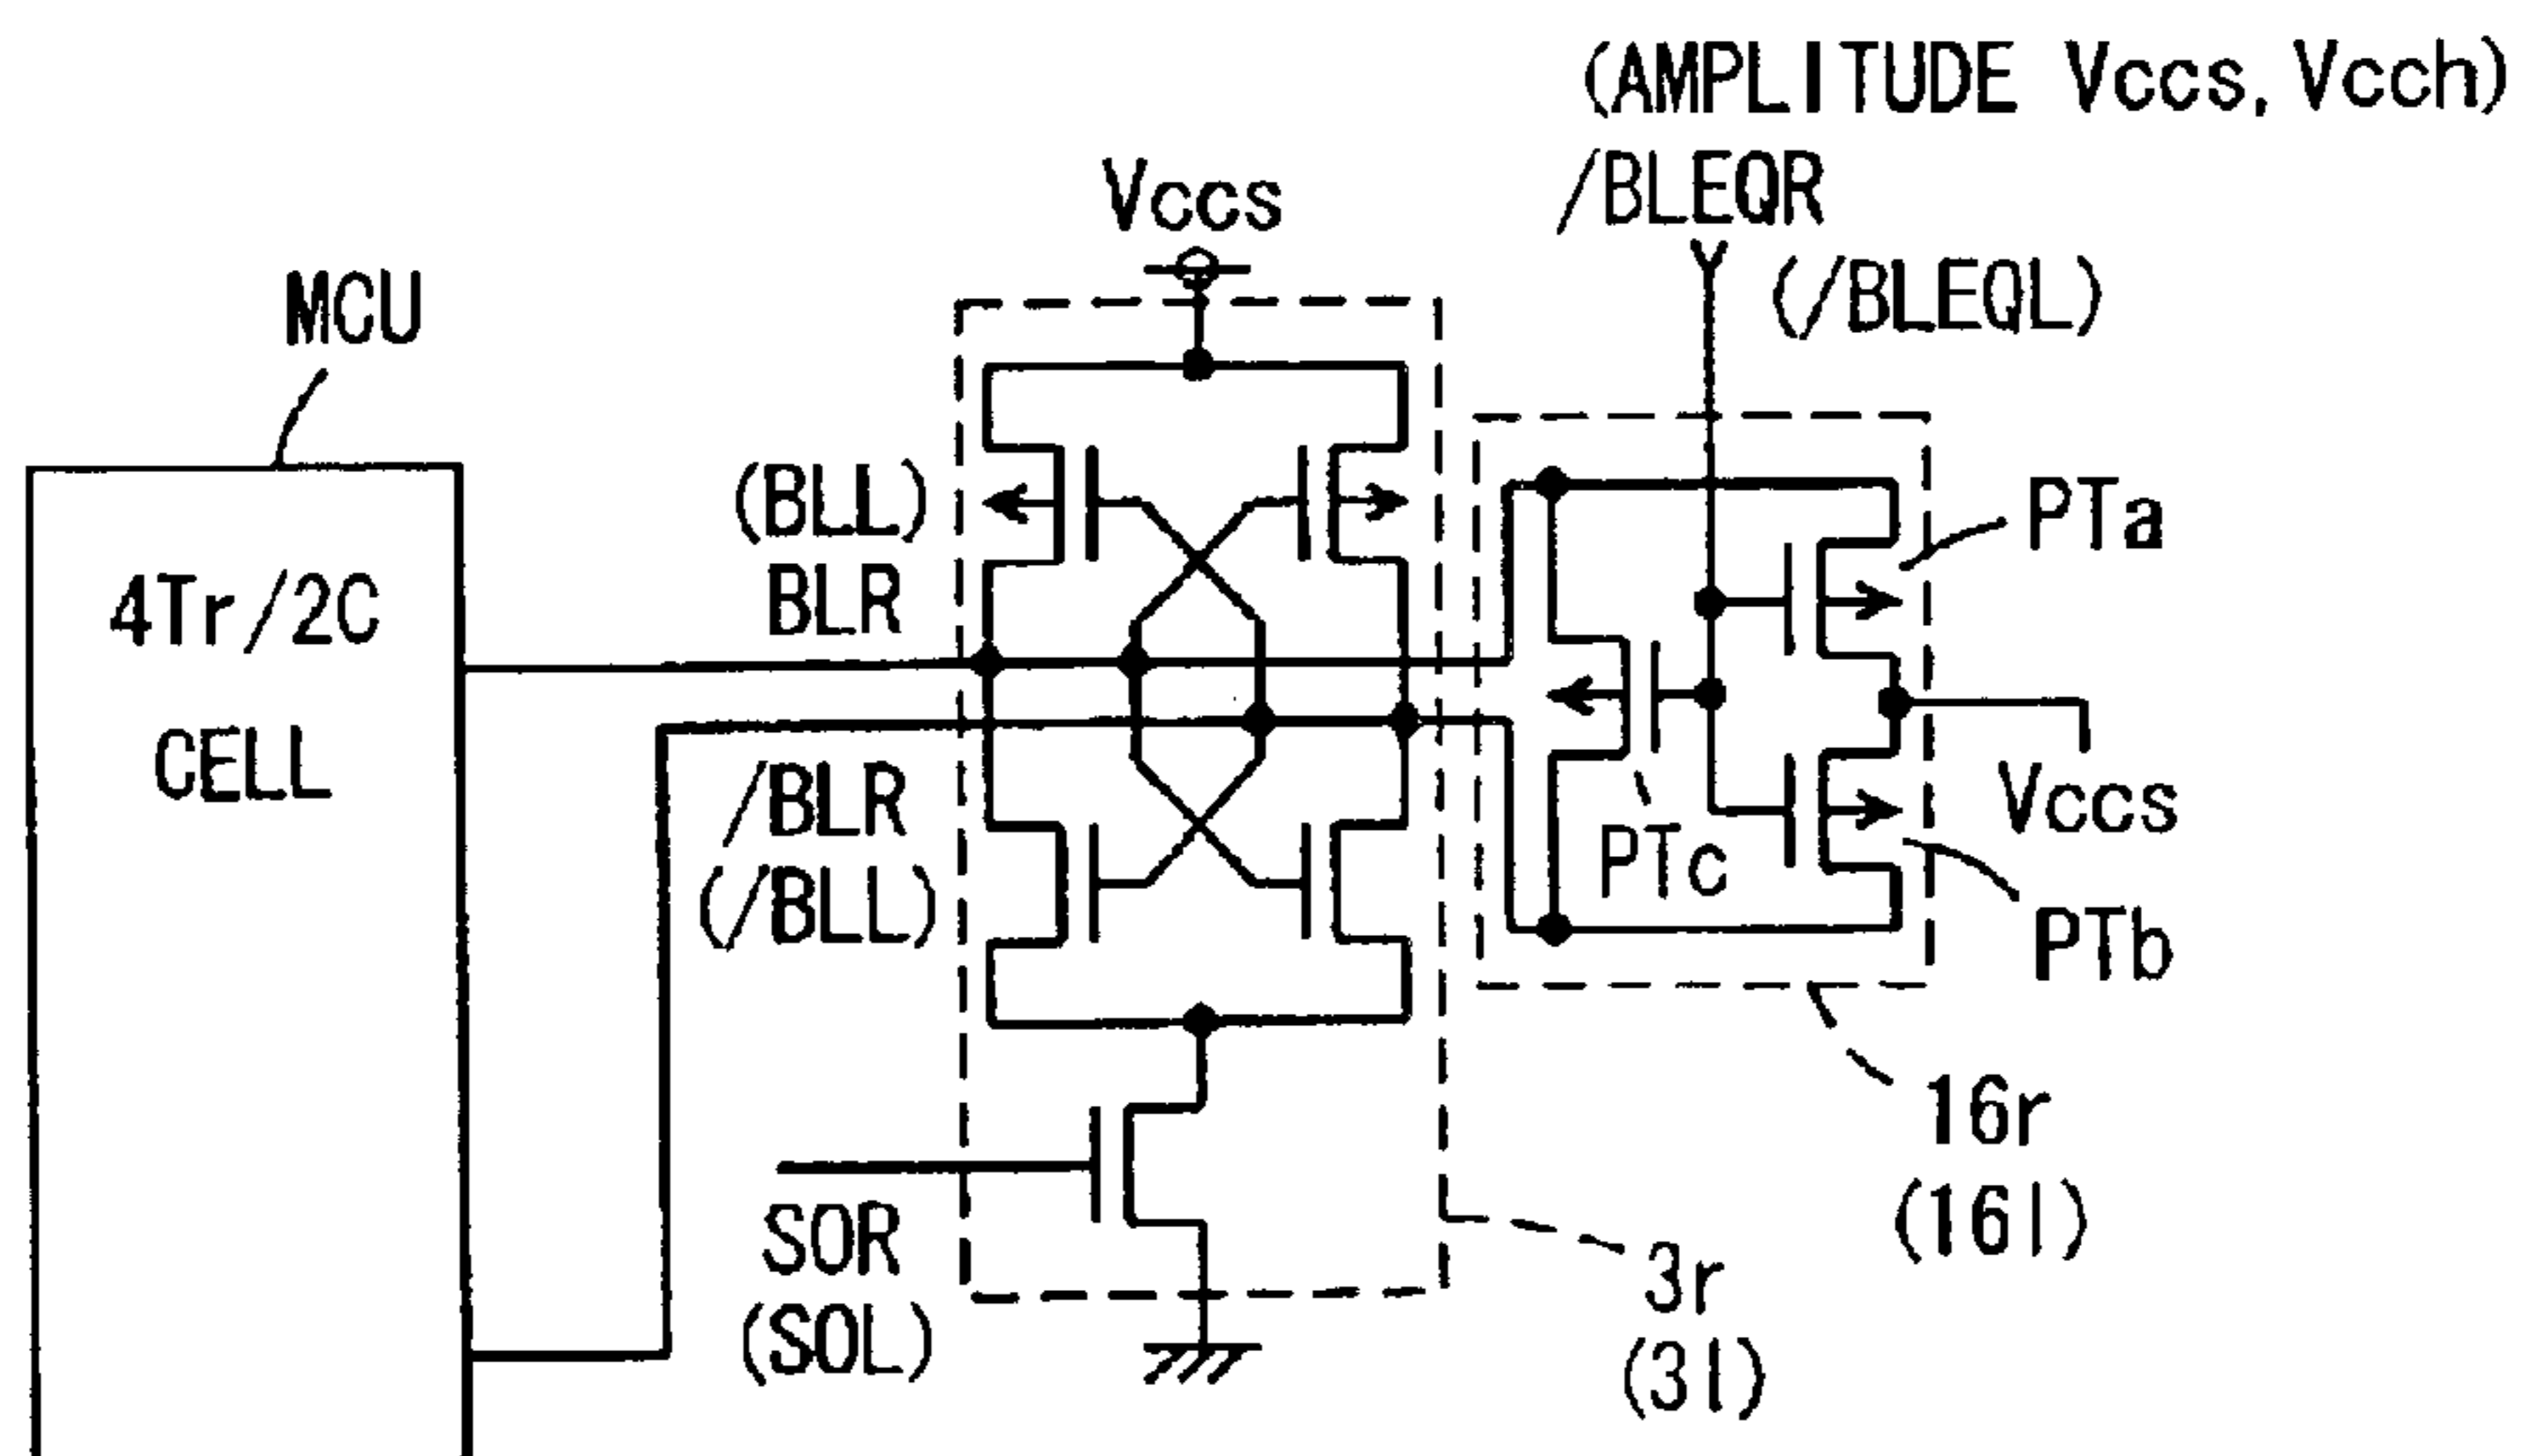 (AMPLITUDE Vccs, Vcch)
/BLEQR
(/BLEQL)
Vccs
MCU
4Tr/2C
CELL
(BLL)
BLR
/BLR
(/BLL)
PTa
PTc
Vccs
PTb
16r
(16l)
SOR
(SOL)
3r
(3l)